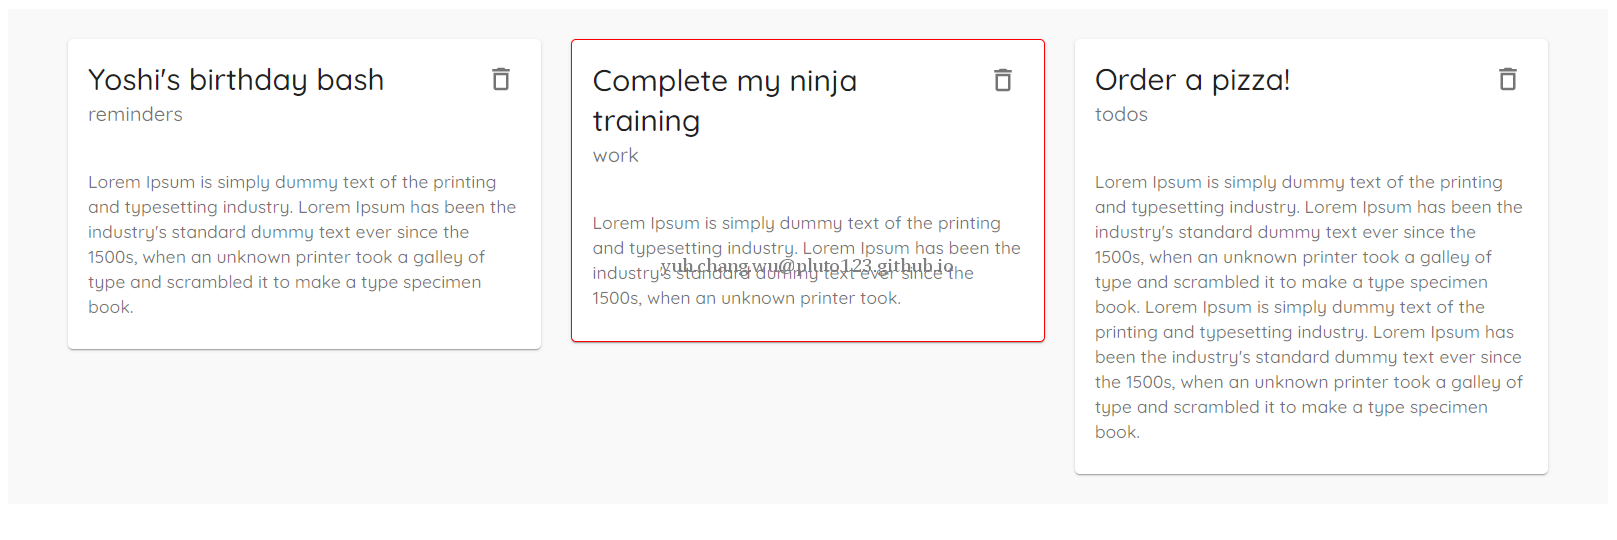 Yoshi's birthday bash
reminders
Lorem Ipsum is simply dummy text of the printing
and typesetting industry. Lorem Ipsum has been the
industry's standard dummy text ever since the
1500s, when an unknown printer took a galley of
type and scrambled it to make a type specimen
book.
Complete my ninja
training
work
Lorem Ipsum is simply dummy text of the printing
and typesetting industry. Lorem Ipsum has been the
industry's standard dummy text ever since the
1500s, when an unknown printer took.
yuh.chang.wu@pluto123.github.io
Order a pizza!
todos
Lorem Ipsum is simply dummy text of the printing
and typesetting industry. Lorem Ipsum has been the
industry's standard dummy text ever since the
1500s, when an unknown printer took a galley of
type and scrambled it to make a type specimen
book. Lorem Ipsum is simply dummy text of the
printing and typesetting industry. Lorem Ipsum has
been the industry's standard dummy text ever since
the 1500s, when an unknown printer took a galley of
type and scrambled it to make a type specimen
book.